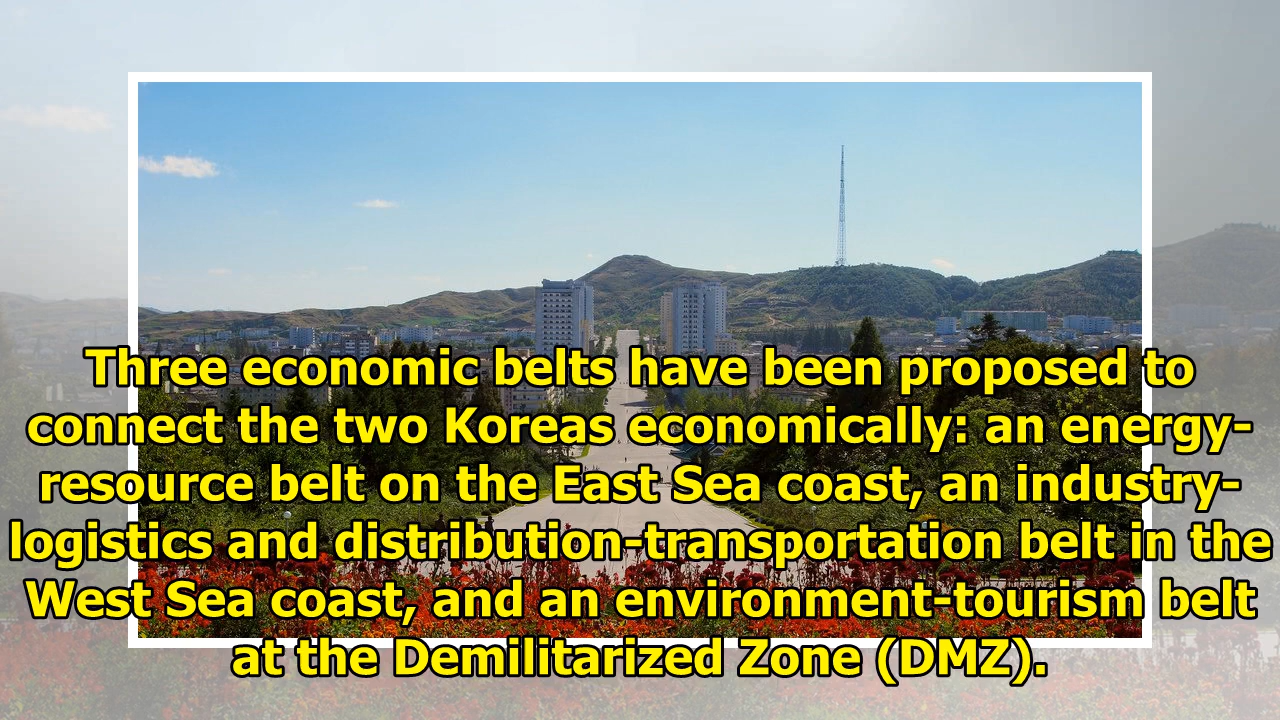 Three economic belts have been proposed to
connect the two Koreas economically: an energy-
resource belt on the East Sea coast, an industry-
logistics and distribution-transportation belt in the
West Sea coast, and an environment-tourism belt
at the Demilitarized Zone (DMZ).